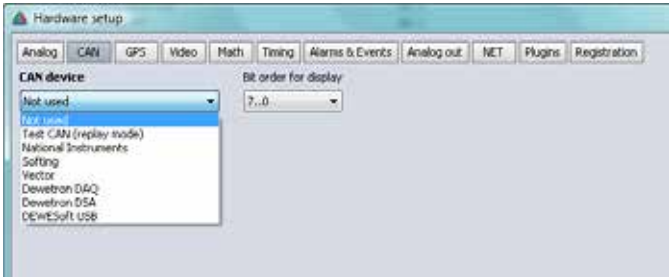 Hardware setup
Analog CAN GPS Video Math Timing Alarms & Events Analog out NET Plugins Registration
CAN device Bit order for display
Not used 7..0
Not used
Test CAN (replay mode)
National Instruments
Softing
Vector
Dewetron DAQ
Dewetron DSA
DEWESoft USB